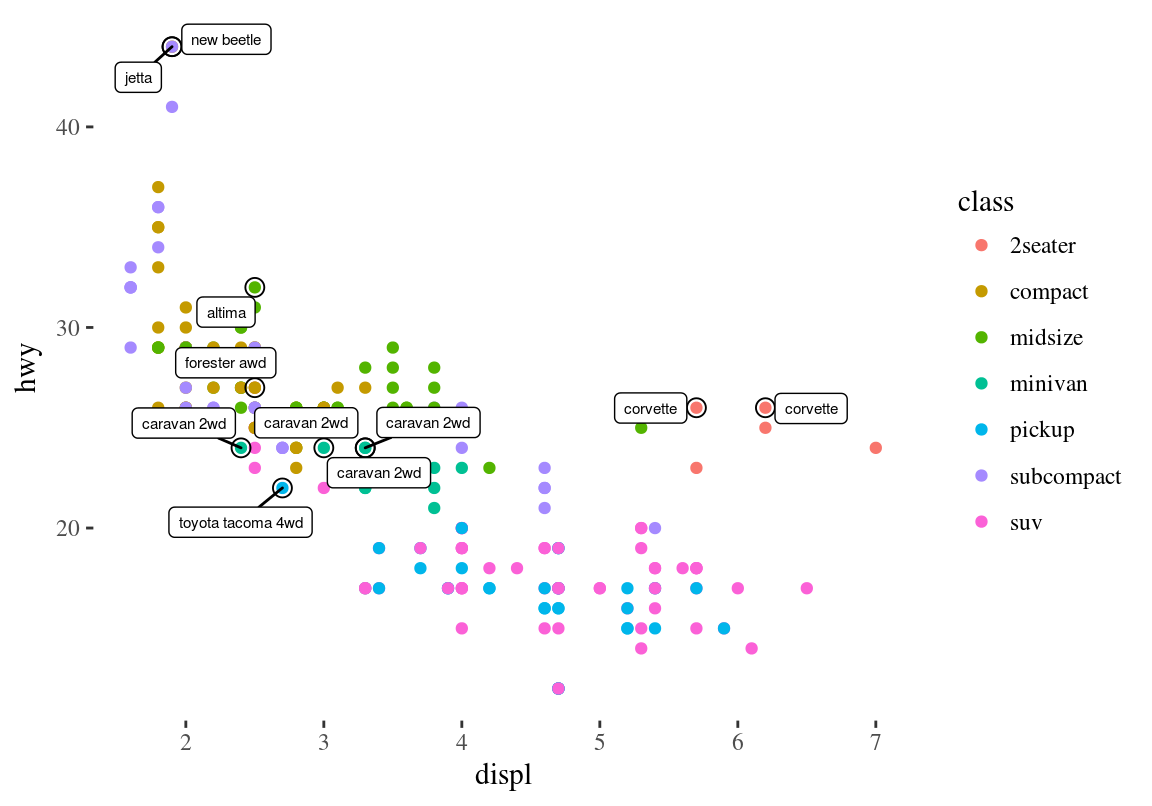 new beetle
jetta
40
altima
30
forester awd
hwy
corvette
corvette
caravan 2wd
caravan 2wd
caravan 2wd
caravan 2wd
toyota tacoma 4wd
20
2
3
4
5
6
7
displ
class
2seater
compact
midsize
minivan
pickup
subcompact
suv